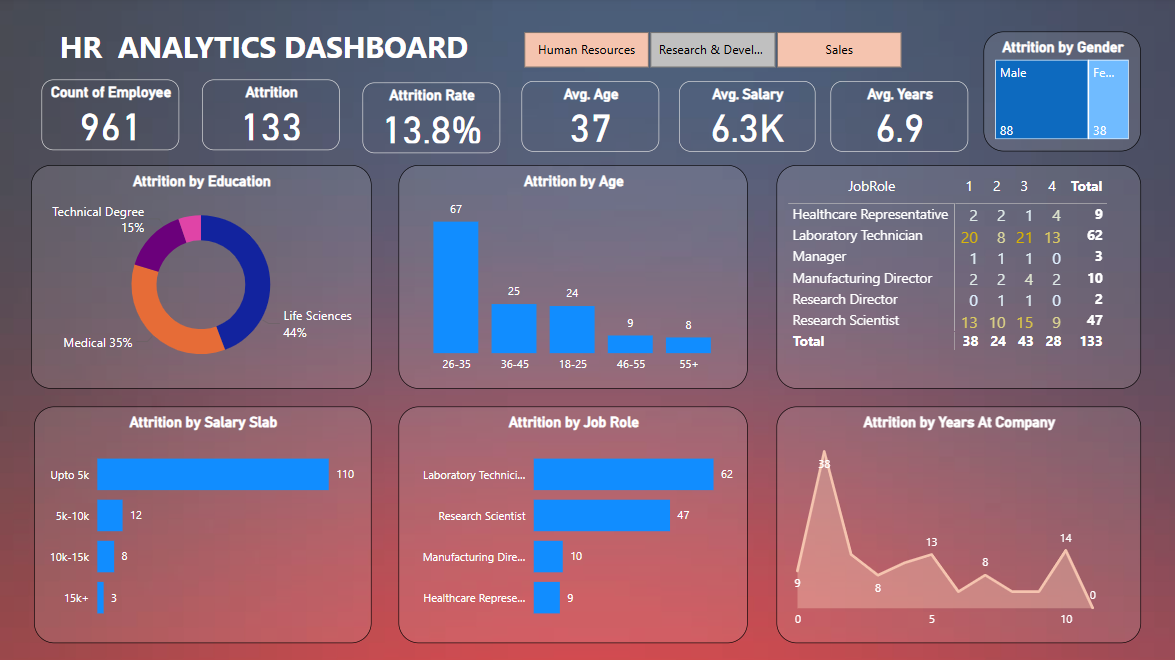 HR ANALYTICS DASHBOARD
Human Resources
Research & Devel...
Sales
Attrition by Gender
Male
Fe...
88
38
Count of Employee
961
Attrition
133
Attrition Rate
13.8%
Avg. Age
37
Avg. Salary
6.3K
Avg. Years
6.9
Attrition by Education
Technical Degree
15%
Life Sciences
44%
Medical 35%
Attrition by Age
67
25
24
9
8
26-35 36-45 18-25 46-55 55+
JobRole 1 2 3 4 Total
Healthcare Representative 2 2 1 4 9
Laboratory Technician 20 8 21 13 62
Manager 1 1 1 0 3
Manufacturing Director 2 2 4 2 10
Research Director 0 1 1 0 2
Research Scientist 13 10 15 9 47
Total 38 24 43 28 133
Attrition by Salary Slab
Upto 5k 110
5k-10k 12
10k-15k 8
15k+ 3
Attrition by Job Role
Laboratory Technici... 62
Research Scientist 47
Manufacturing Dire... 10
Healthcare Represe... 9
Attrition by Years At Company
38
14
13
8
9
8
0
0 5 10